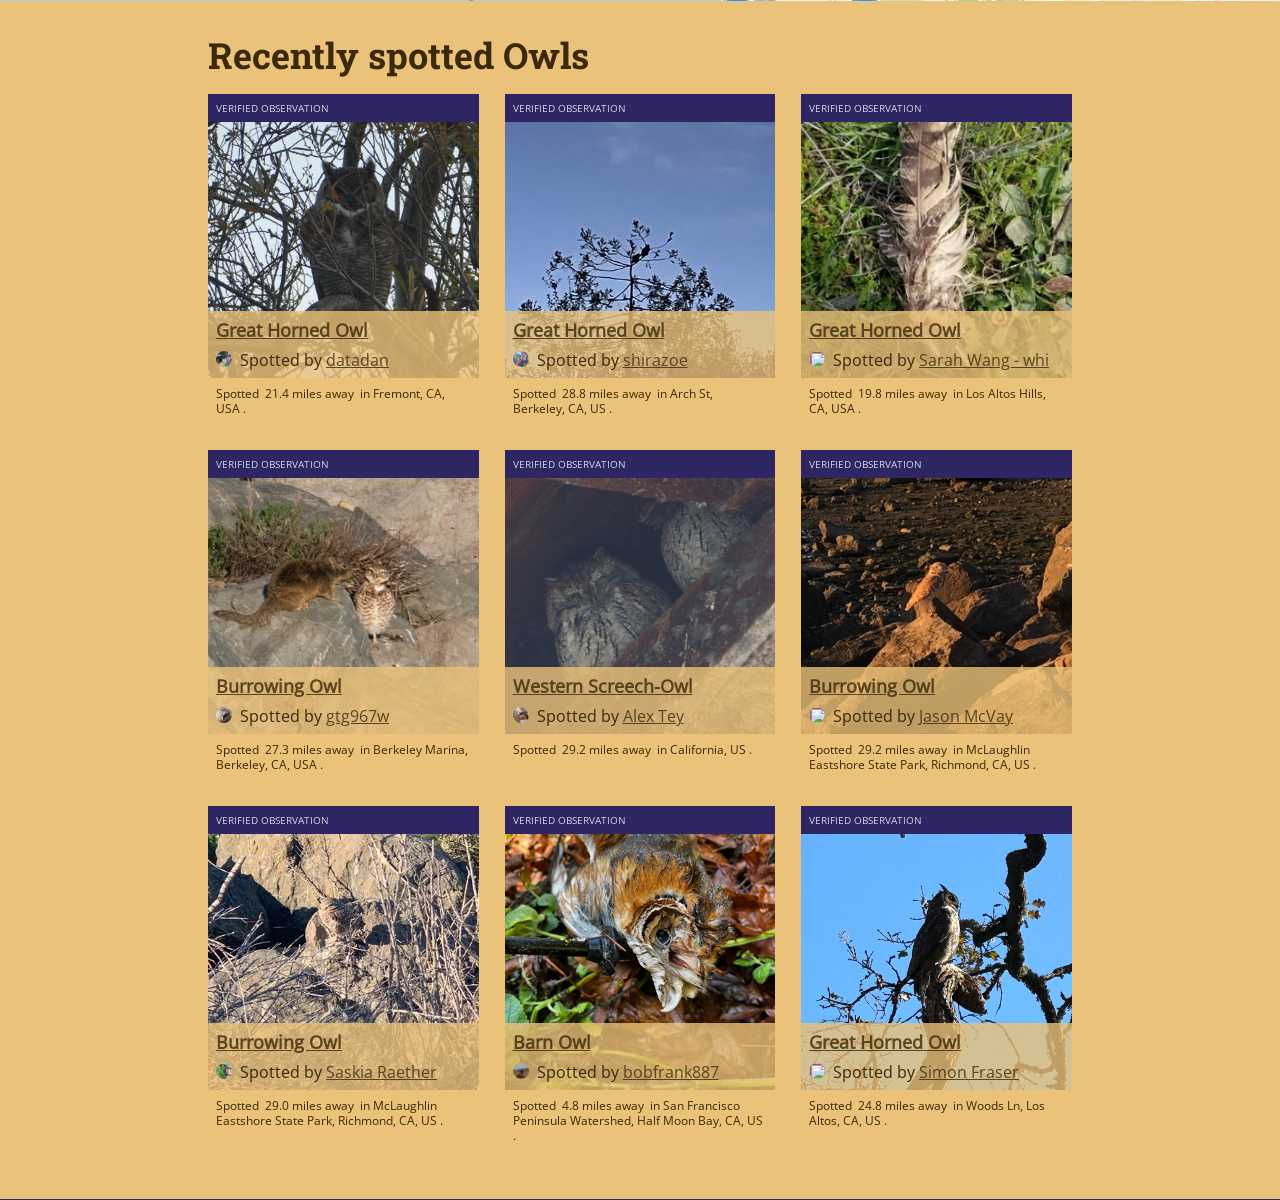 Recently spotted Owls
VERIFIED OBSERVATION
Great Horned Owl
Spotted by datadan
Spotted 21.4 miles away in Fremont, CA,
USA .
VERIFIED OBSERVATION
Great Horned Owl
Spotted by shirazoe
Spotted 28.8 miles away in Arch St,
Berkeley, CA, US .
VERIFIED OBSERVATION
Great Horned Owl
Spotted by Sarah Wang - whi
Spotted 19.8 miles away in Los Altos Hills,
CA, USA .
VERIFIED OBSERVATION
Burrowing Owl
Spotted by gtg967w
Spotted 27.3 miles away in Berkeley Marina,
Berkeley, CA, USA .
VERIFIED OBSERVATION
Western Screech-Owl
Spotted by Alex Tey
Spotted 29.2 miles away in California, US .
VERIFIED OBSERVATION
Burrowing Owl
Spotted by Jason McVay
Spotted 29.2 miles away in McLaughlin
Eastshore State Park, Richmond, CA, US .
VERIFIED OBSERVATION
Burrowing Owl
Spotted by Saskia Raether
Spotted 29.0 miles away in McLaughlin
Eastshore State Park, Richmond, CA, US .
VERIFIED OBSERVATION
Barn Owl
Spotted by bobfrank887
Spotted 4.8 miles away in San Francisco
Peninsula Watershed, Half Moon Bay, CA, US
.
VERIFIED OBSERVATION
Great Horned Owl
Spotted by Simon Fraser
Spotted 24.8 miles away in Woods Ln, Los
Altos, CA, US .